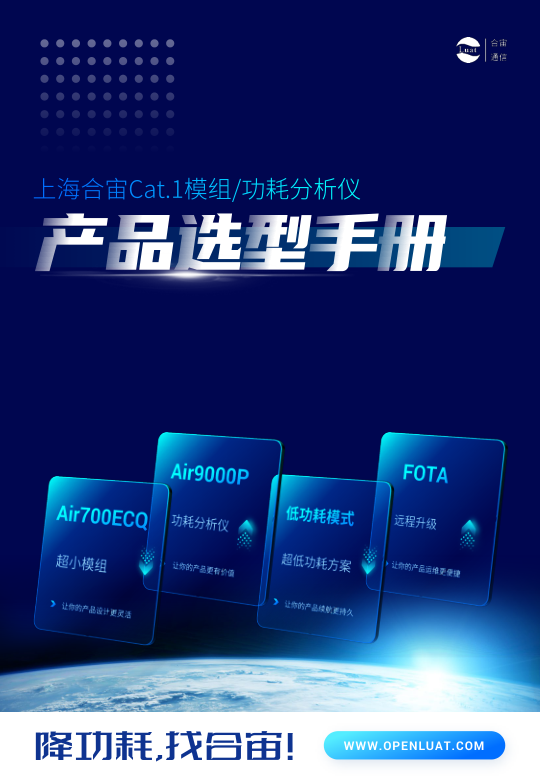 Luat
合宙
通信
上海合宙Cat.1模组/功耗分析仪
产品选型手册
Air9000P
功耗分析仪
让你的产品更有价值
FOTA
远程升级
让你的产品运维更便捷
Air700ECQ
超小模组
让你的产品设计更灵活
低功耗模式
超低功耗方案
让你的产品续航更持久
降功耗,找合宙!
WWW.OPENLUAT.COM